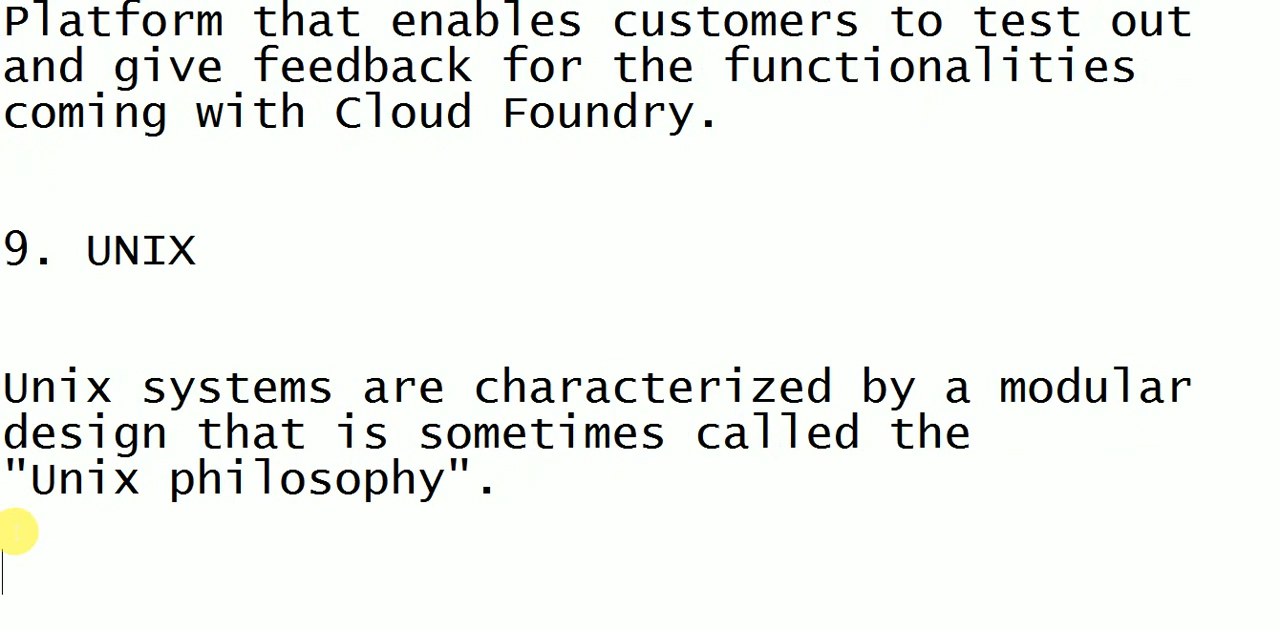 Platform that enables customers to test out
and give feedback for the functionalities
coming with Cloud Foundry.
9. UNIX
Unix systems are characterized by a modular
design that is sometimes called the
"Unix philosophy".